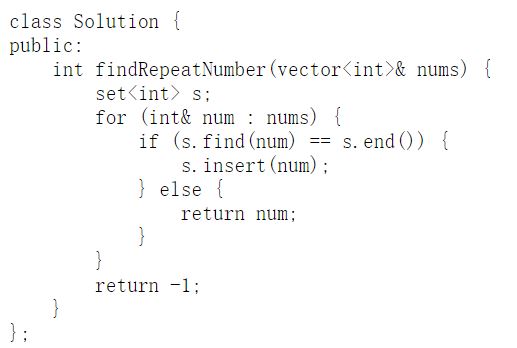 class Solution {
public:
    int findRepeatNumber(vector<int>& nums) {
        set<int> s;
        for (int& num : nums) {
            if (s.find(num) == s.end()) {
                s.insert(num);
            } else {
                return num;
            }
        }
        return -1;
    }
};